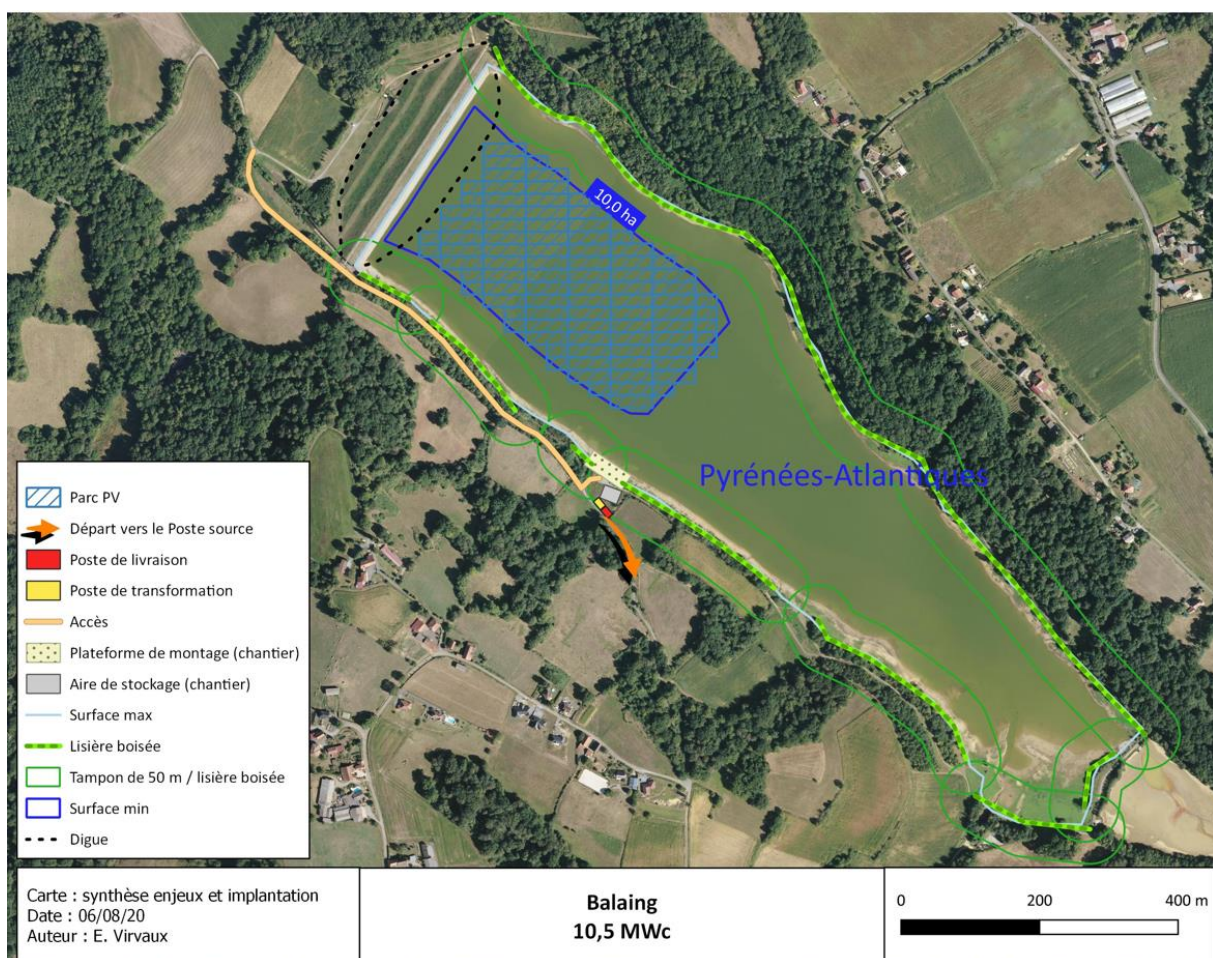 10,0 ha
Pyrénées-Atlantiques
Parc PV
Départ vers le Poste source
Poste de livraison
Poste de transformation
Accès
Plateforme de montage (chantier)
Aire de stockage (chantier)
Surface max
Lisière boisée
Tampon de 50 m / lisière boisée
Surface min
Digue
Carte : synthèse enjeux et implantation
Date : 06/08/20
Auteur : E. Virvaux
Balaing
10,5 MWc
0 200 400 m